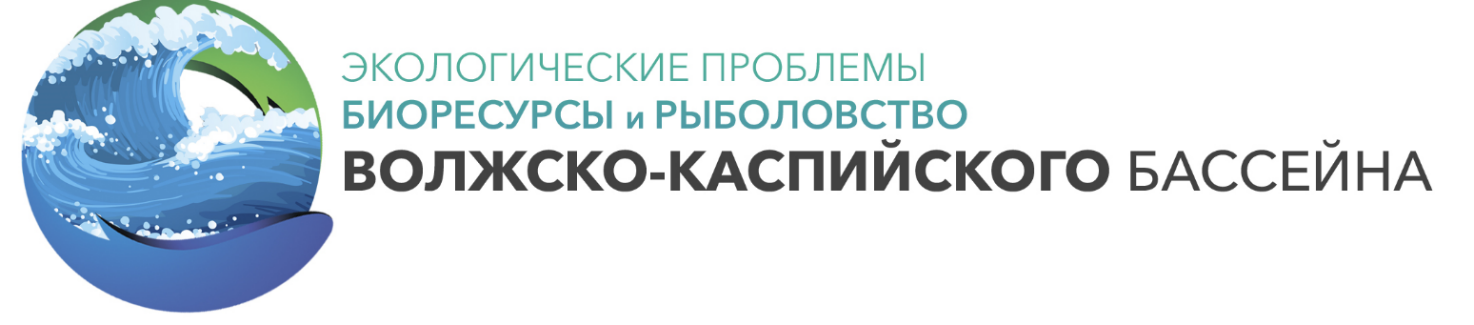 ЭКОЛОГИЧЕСКИЕ ПРОБЛЕМЫ
БИОРЕСУРСЫ и РЫБОЛОВСТВО
ВОЛЖСКО-КАСПИЙСКОГО БАССЕЙНА